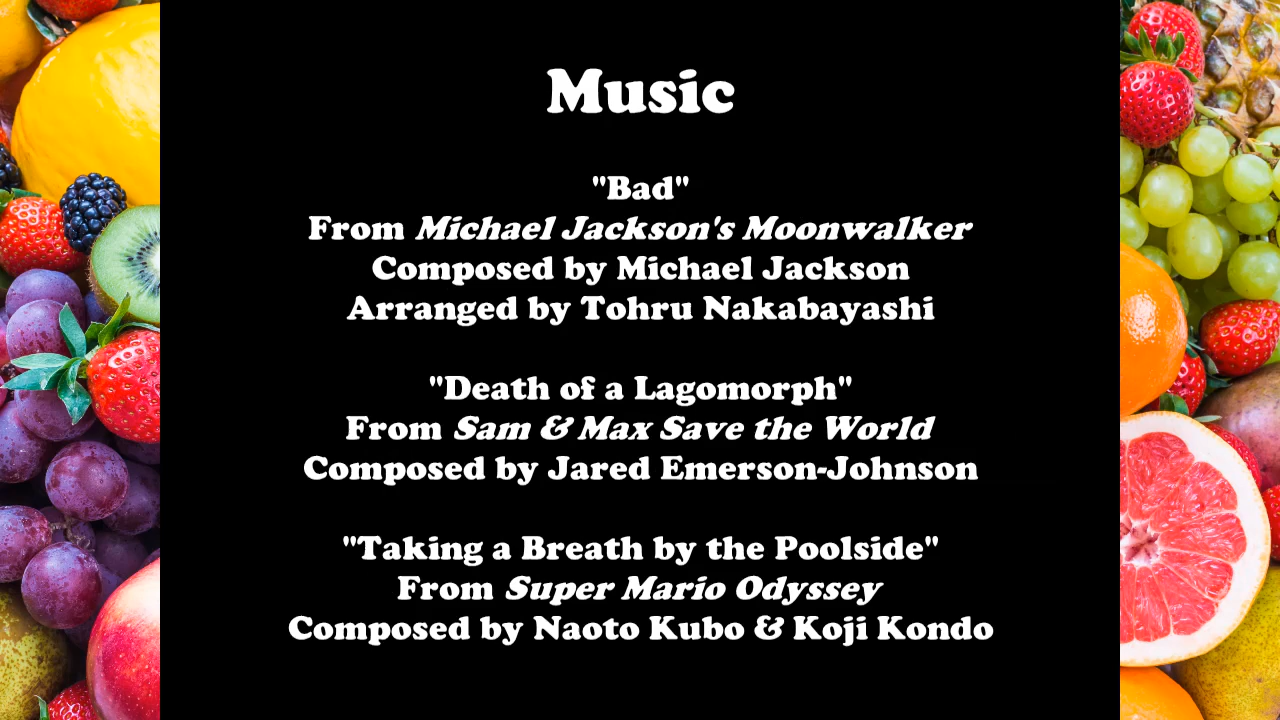 Music
"Bad"
From Michael Jackson's Moonwalker
Composed by Michael Jackson
Arranged by Tohru Nakabayashi
"Death of a Lagomorph"
From Sam & Max Save the World
Composed by Jared Emerson-Johnson
"Taking a Breath by the Poolside"
From Super Mario Odyssey
Composed by Naoto Kubo & Koji Kondo